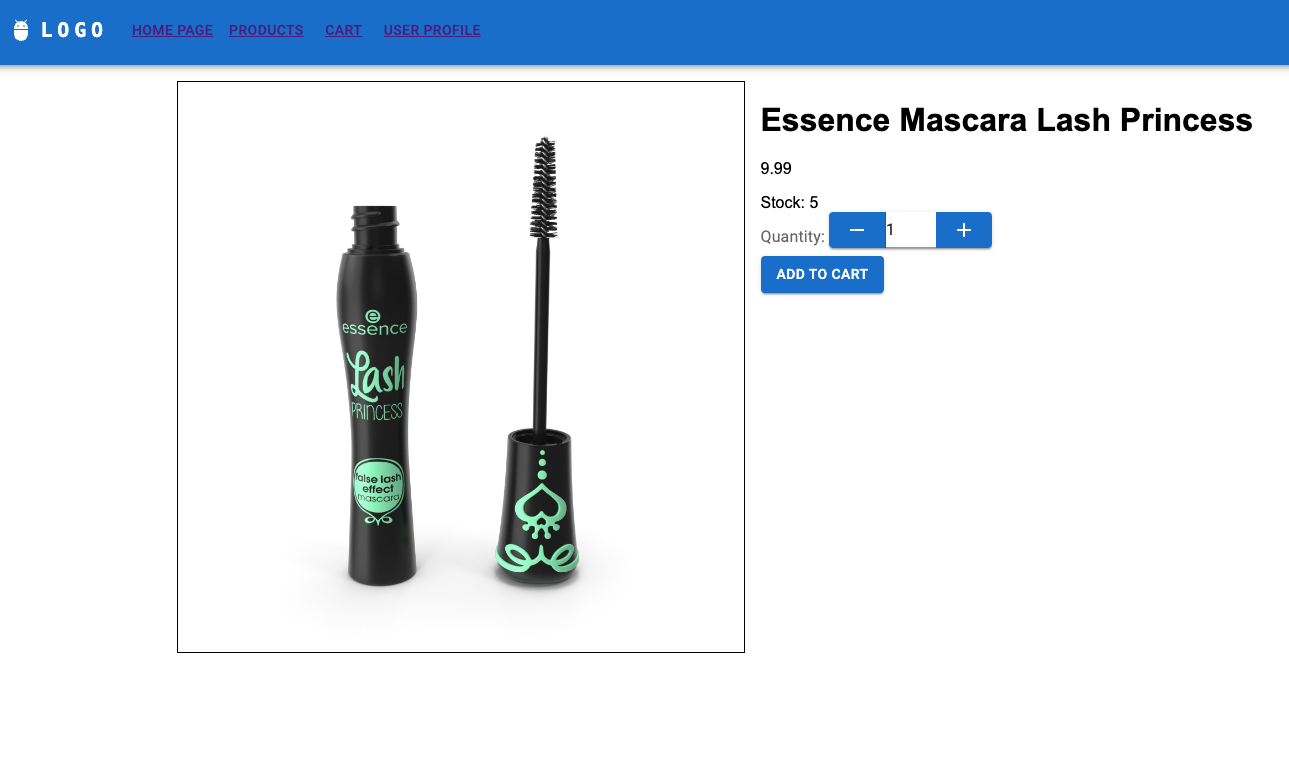 LOGO HOME PAGE PRODUCTS CART USER PROFILE
Essence Mascara Lash Princess
9.99
Stock: 5
Quantity: 1
ADD TO CART
essence
Lash
PRINCESS
false lash
effect
mascara